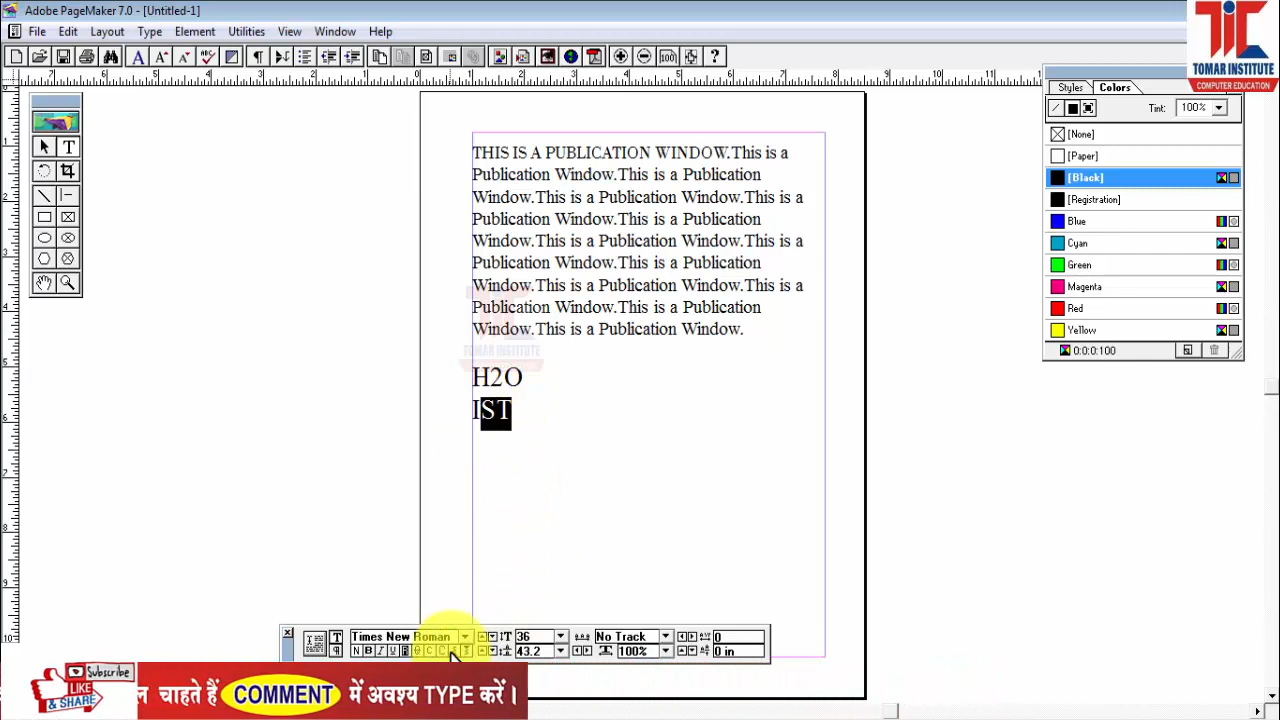 Adobe PageMaker 7.0 - [Untitled-1]
File Edit Layout Type Element Utilities View Window Help
TIC
TOMAR INSTITUTE
COMPUTER EDUCATION
Styles Colors
Tint: 100%
[None]
[Paper]
[Black]
[Registration]
Blue
Cyan
Green
Magenta
Red
Yellow
0:0:0:100
THIS IS A PUBLICATION WINDOW.This is a
Publication Window.This is a Publication
Window.This is a Publication Window.This is a
Publication Window.This is a Publication
Window.This is a Publication Window.This is a
Publication Window.This is a Publication
Window.This is a Publication Window.This is a
Publication Window.This is a Publication
Window.This is a Publication Window.
TOMAR INSTITUTE
H2O
IST
Times New Roman 36 No Track 0
43.2 100% 0 in
Subscribe
LIKE
& SHARE
चाहते हैं COMMENT में अवश्य TYPE करें।